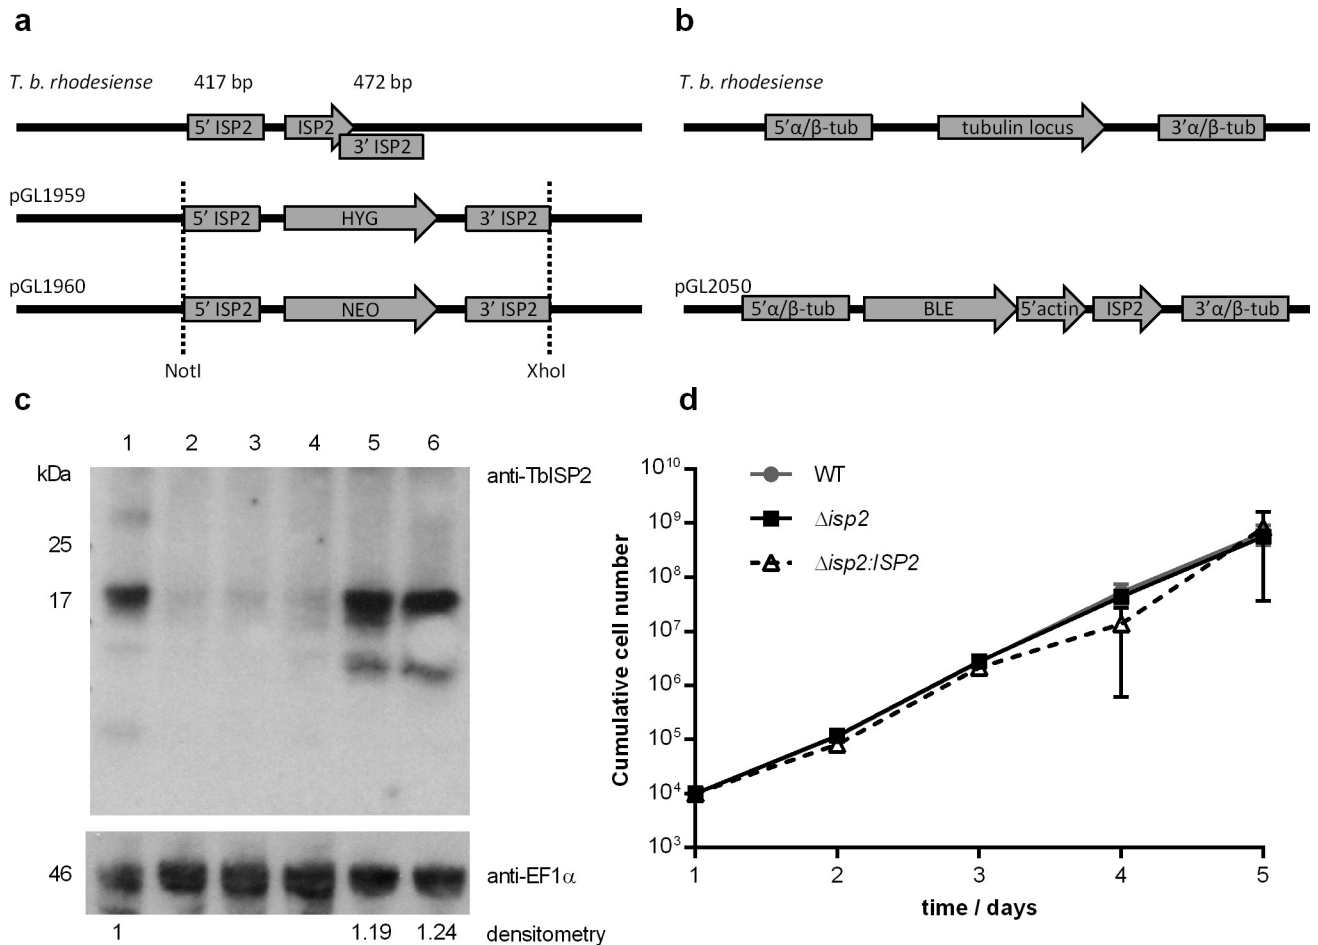 a
T. b. rhodesiense 417 bp 472 bp
5’ ISP2 ISP2
3’ ISP2
pGL1959
5’ ISP2 HYG 3’ ISP2
pGL1960
5’ ISP2 NEO 3’ ISP2
NotI XhoI
b
T. b. rhodesiense
5’α/β-tub tubulin locus 3’α/β-tub
pGL2050
5’α/β-tub BLE 5’actin ISP2 3’α/β-tub
c
1 2 3 4 5 6
kDa anti-TbISP2
25
17
46 anti-EF1α
1 1.19 1.24 densitometry
d
WT
Δisp2
Δisp2:ISP2
Cumulative cell number
10¹⁰
10⁹
10⁸
10⁷
10⁶
10⁵
10⁴
10³
1 2 3 4 5
time / days